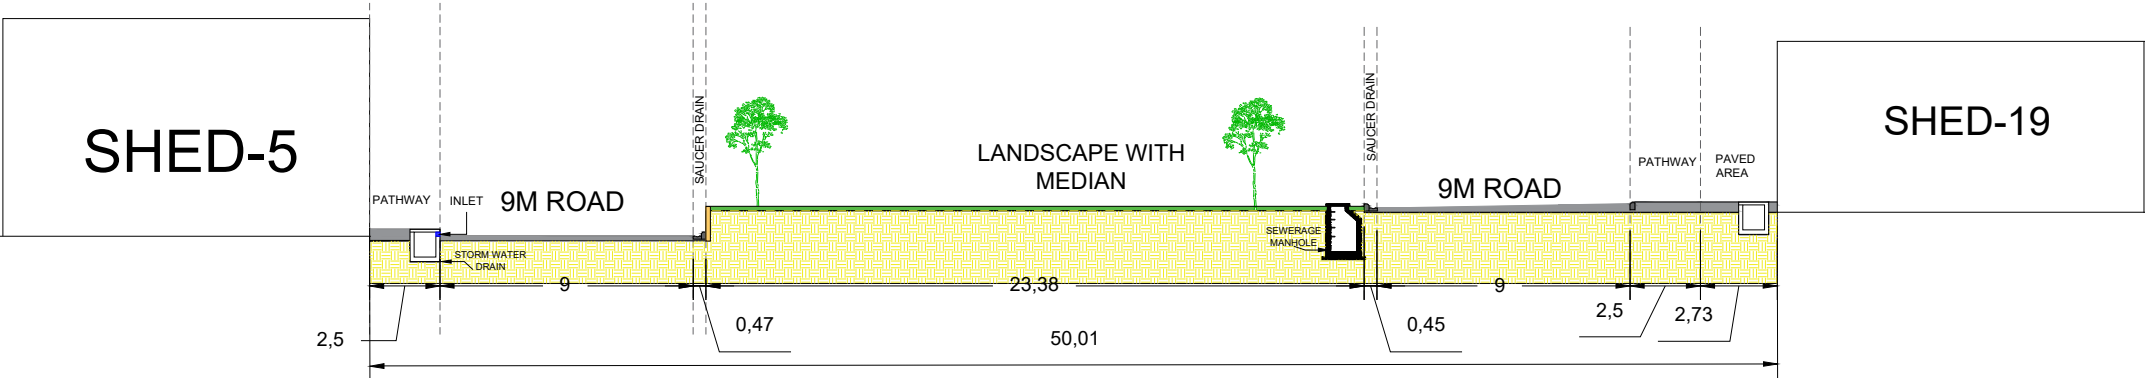 SHED-5
SHED-19
SAUCER DRAIN
SAUCER DRAIN
LANDSCAPE WITH
MEDIAN
PATHWAY
PAVED
AREA
PATHWAY
INLET
9M ROAD
9M ROAD
SEWERAGE
MANHOLE
STORM WATER
DRAIN
9
23,38
9
2,5
0,47
50,01
0,45
2,5
2,73